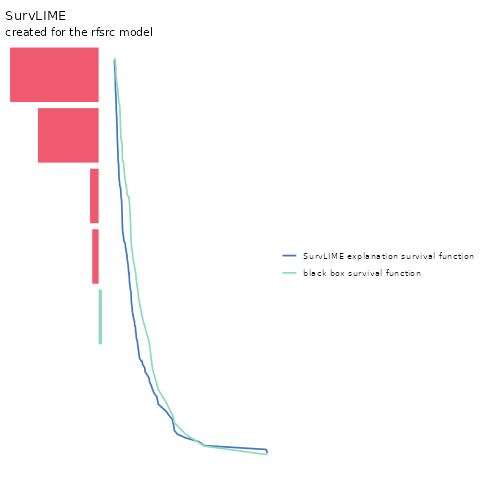 SurvLIME
created for the rfsrc model
SurvLIME explanation survival function
black box survival function